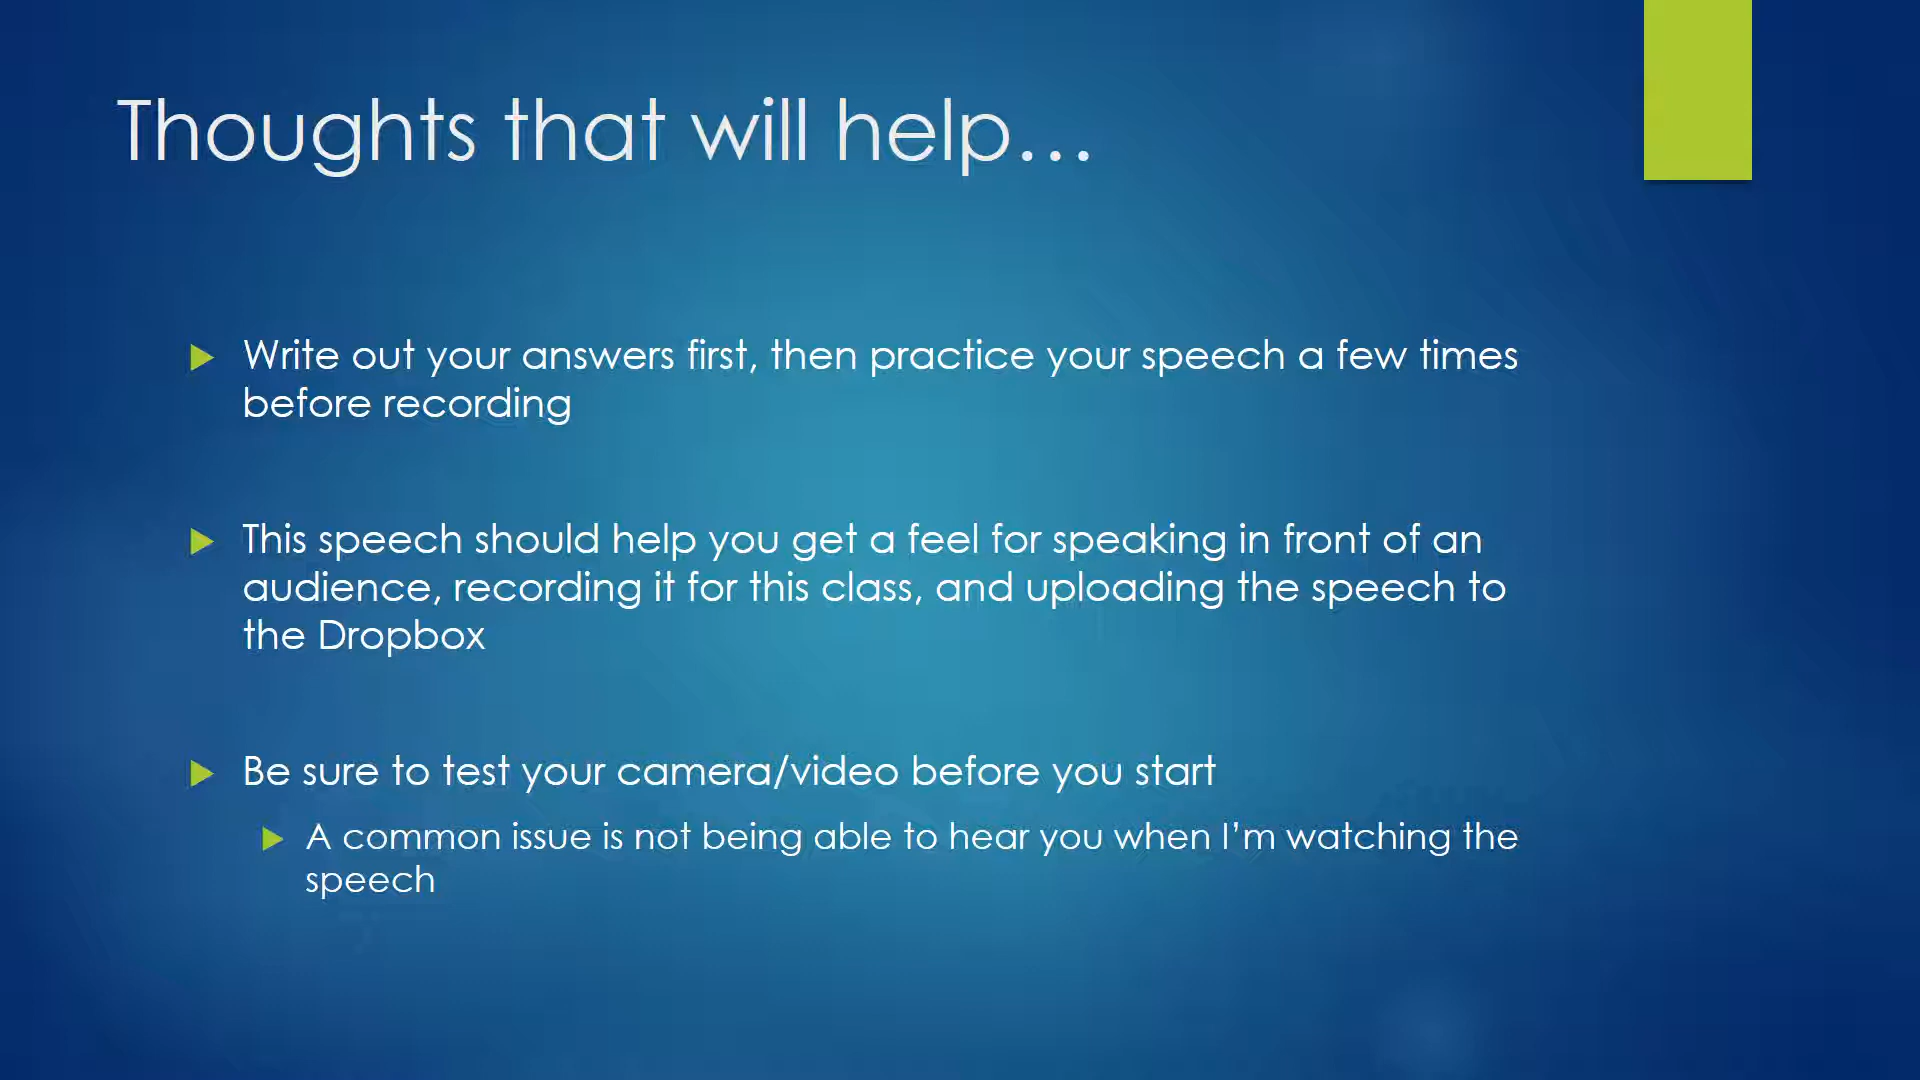 Thoughts that will help…
Write out your answers first, then practice your speech a few times
before recording
This speech should help you get a feel for speaking in front of an
audience, recording it for this class, and uploading the speech to
the Dropbox
Be sure to test your camera/video before you start
A common issue is not being able to hear you when I’m watching the
speech